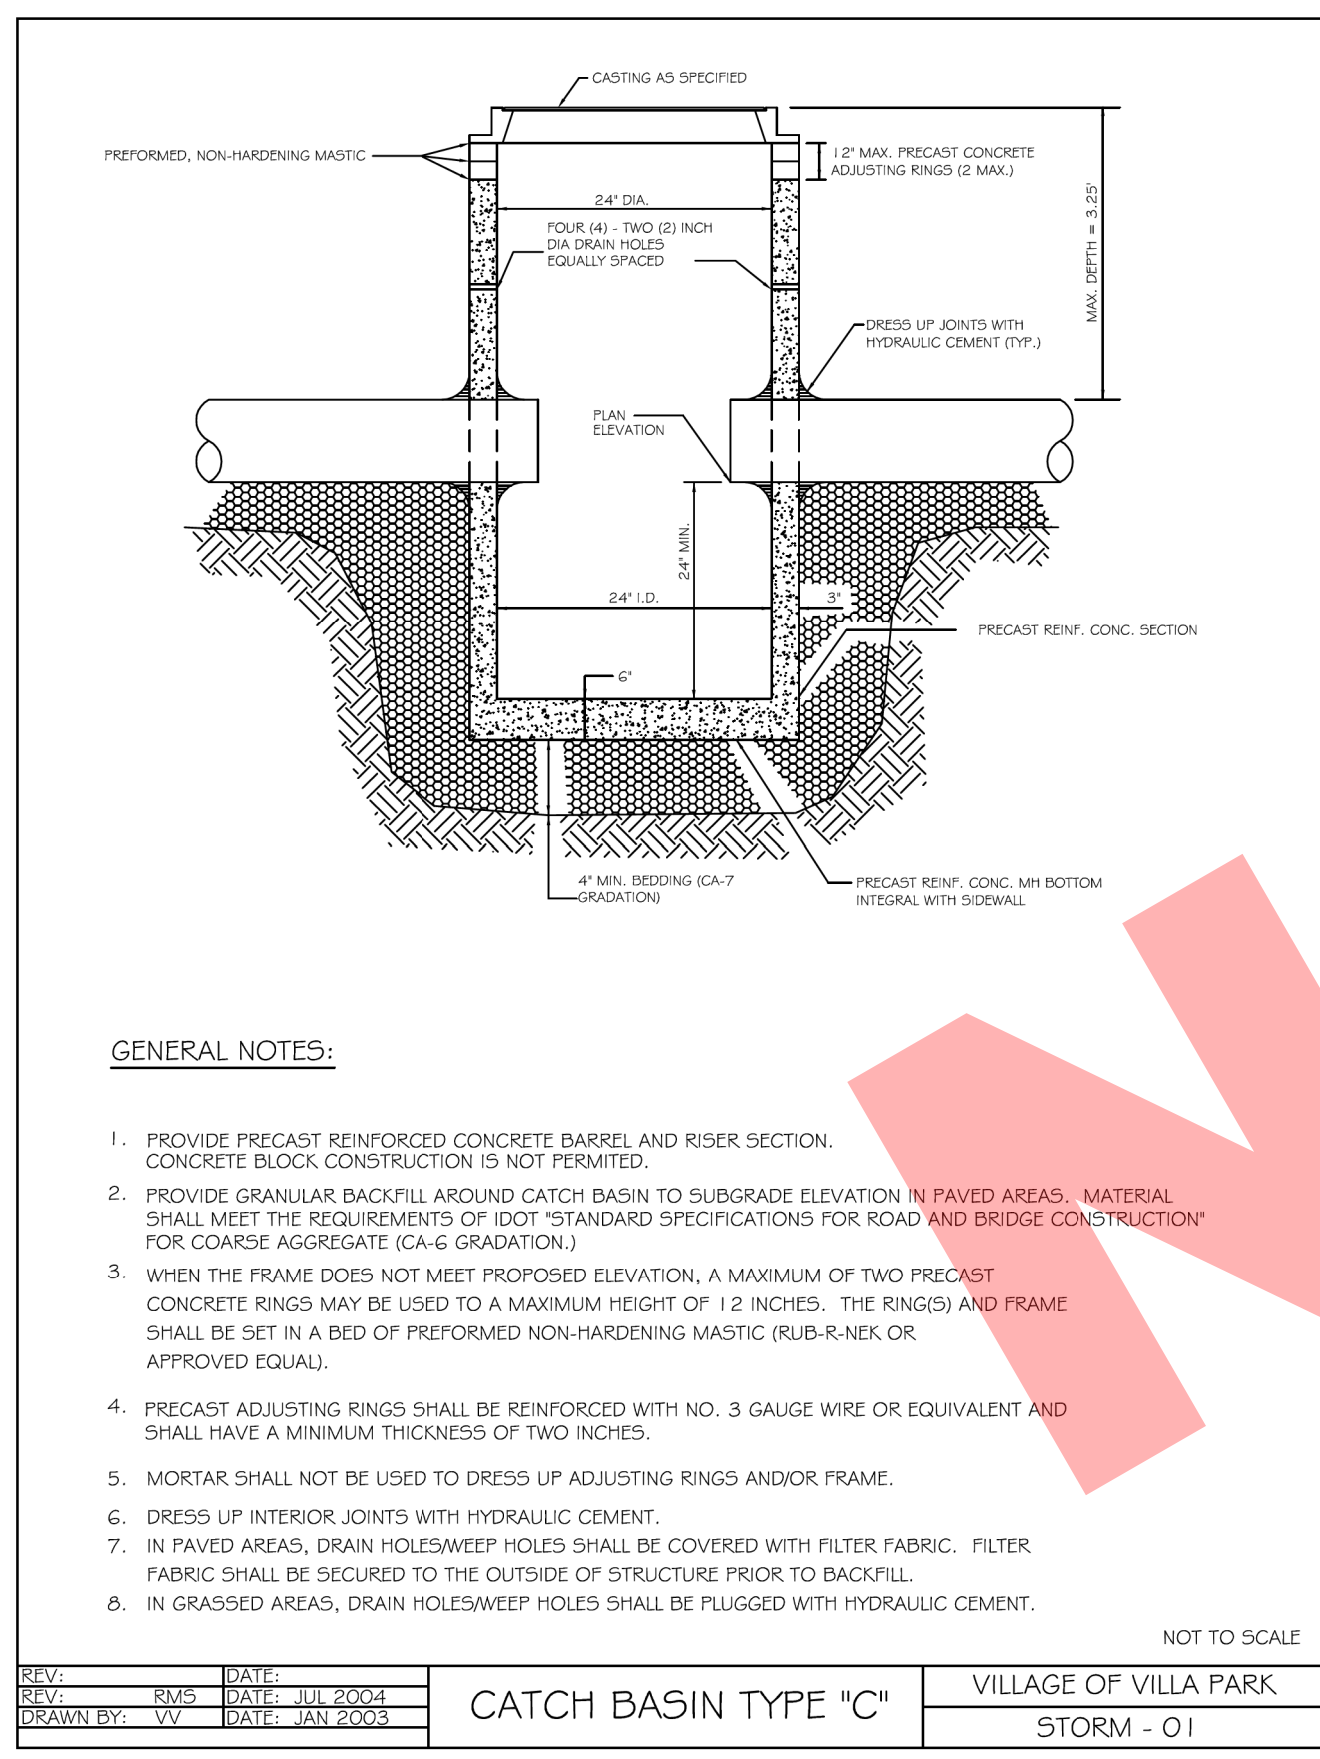 CASTING AS SPECIFIED
PREFORMED, NON-HARDENING MASTIC
12" MAX. PRECAST CONCRETE
ADJUSTING RINGS (2 MAX.)
24" DIA.
MAX. DEPTH = 3.25'
FOUR (4) - TWO (2) INCH
DIA DRAIN HOLES
EQUALLY SPACED
DRESS UP JOINTS WITH
HYDRAULIC CEMENT (TYP.)
PLAN
ELEVATION
24" MIN.
24" I.D.
3"
PRECAST REINF. CONC. SECTION
6"
4" MIN. BEDDING (CA-7
GRADATION)
PRECAST REINF. CONC. MH BOTTOM
INTEGRAL WITH SIDEWALL
GENERAL NOTES:
1. PROVIDE PRECAST REINFORCED CONCRETE BARREL AND RISER SECTION.
CONCRETE BLOCK CONSTRUCTION IS NOT PERMITED.
2. PROVIDE GRANULAR BACKFILL AROUND CATCH BASIN TO SUBGRADE ELEVATION IN PAVED AREAS. MATERIAL
SHALL MEET THE REQUIREMENTS OF IDOT "STANDARD SPECIFICATIONS FOR ROAD AND BRIDGE CONSTRUCTION"
FOR COARSE AGGREGATE (CA-6 GRADATION.)
3. WHEN THE FRAME DOES NOT MEET PROPOSED ELEVATION, A MAXIMUM OF TWO PRECAST
CONCRETE RINGS MAY BE USED TO A MAXIMUM HEIGHT OF 12 INCHES. THE RING(S) AND FRAME
SHALL BE SET IN A BED OF PREFORMED NON-HARDENING MASTIC (RUB-R-NEK OR
APPROVED EQUAL).
4. PRECAST ADJUSTING RINGS SHALL BE REINFORCED WITH NO. 3 GAUGE WIRE OR EQUIVALENT AND
SHALL HAVE A MINIMUM THICKNESS OF TWO INCHES.
5. MORTAR SHALL NOT BE USED TO DRESS UP ADJUSTING RINGS AND/OR FRAME.
6. DRESS UP INTERIOR JOINTS WITH HYDRAULIC CEMENT.
7. IN PAVED AREAS, DRAIN HOLES/WEEP HOLES SHALL BE COVERED WITH FILTER FABRIC. FILTER
FABRIC SHALL BE SECURED TO THE OUTSIDE OF STRUCTURE PRIOR TO BACKFILL.
8. IN GRASSED AREAS, DRAIN HOLES/WEEP HOLES SHALL BE PLUGGED WITH HYDRAULIC CEMENT.
NOT TO SCALE
REV: DATE:
REV: RMS DATE: JUL 2004
DRAWN BY: VV DATE: JAN 2003
CATCH BASIN TYPE "C"
VILLAGE OF VILLA PARK
STORM - 01